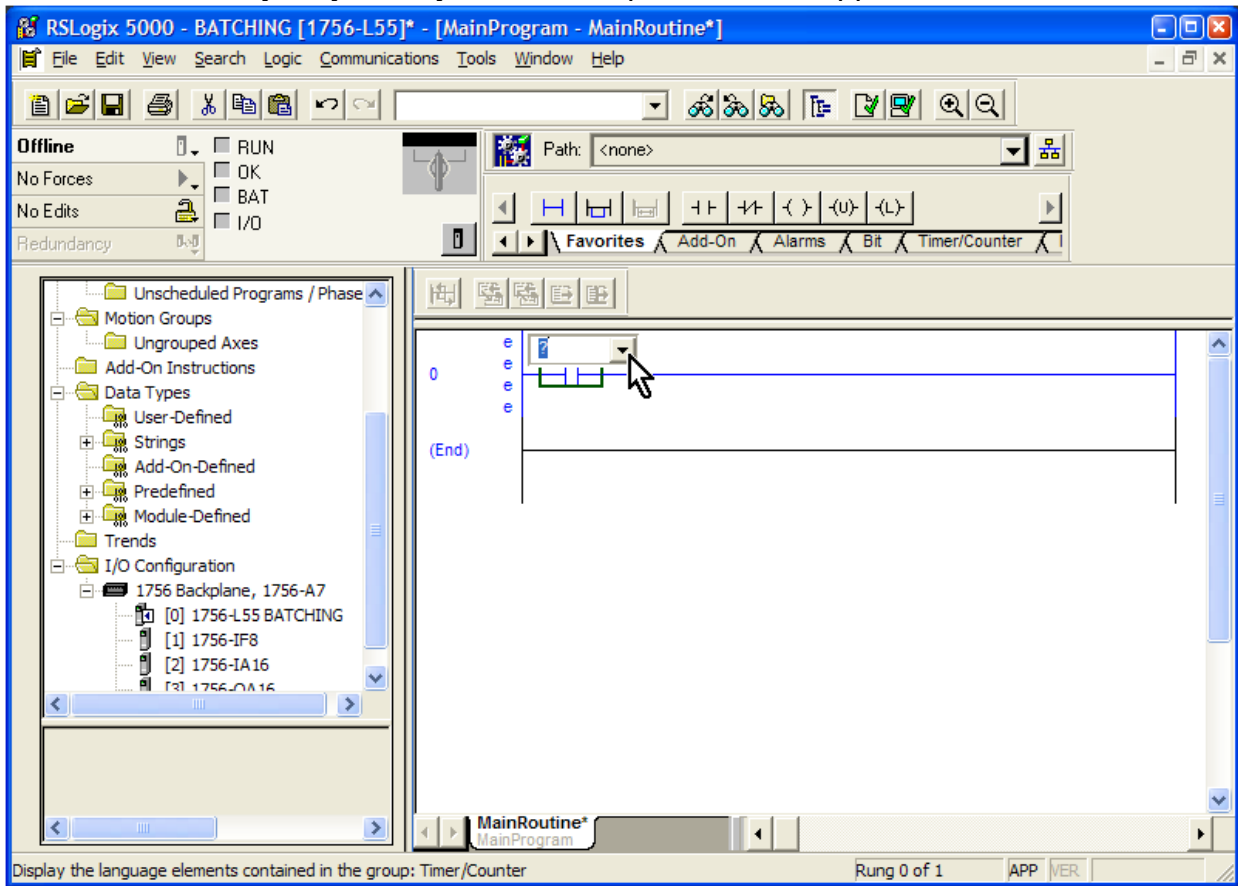 RSLogix 5000 - BATCHING [1756-L55]* - [MainProgram - MainRoutine*]
File Edit View Search Logic Communications Tools Window Help
Offline
RUN
Path: <none>
No Forces
OK
No Edits
BAT
I/O
Redundancy
Favorites Add-On Alarms Bit Timer/Counter
Unscheduled Programs / Phase
Motion Groups
Ungrouped Axes
Add-On Instructions
Data Types
User-Defined
Strings
Add-On-Defined
Predefined
Module-Defined
Trends
I/O Configuration
1756 Backplane, 1756-A7
[0] 1756-L55 BATCHING
[1] 1756-IF8
[2] 1756-IA16
[3] 1756-OA16
e
?
e
0
e
e
(End)
MainRoutine*
MainProgram
Display the language elements contained in the group: Timer/Counter
Rung 0 of 1
APP
VER